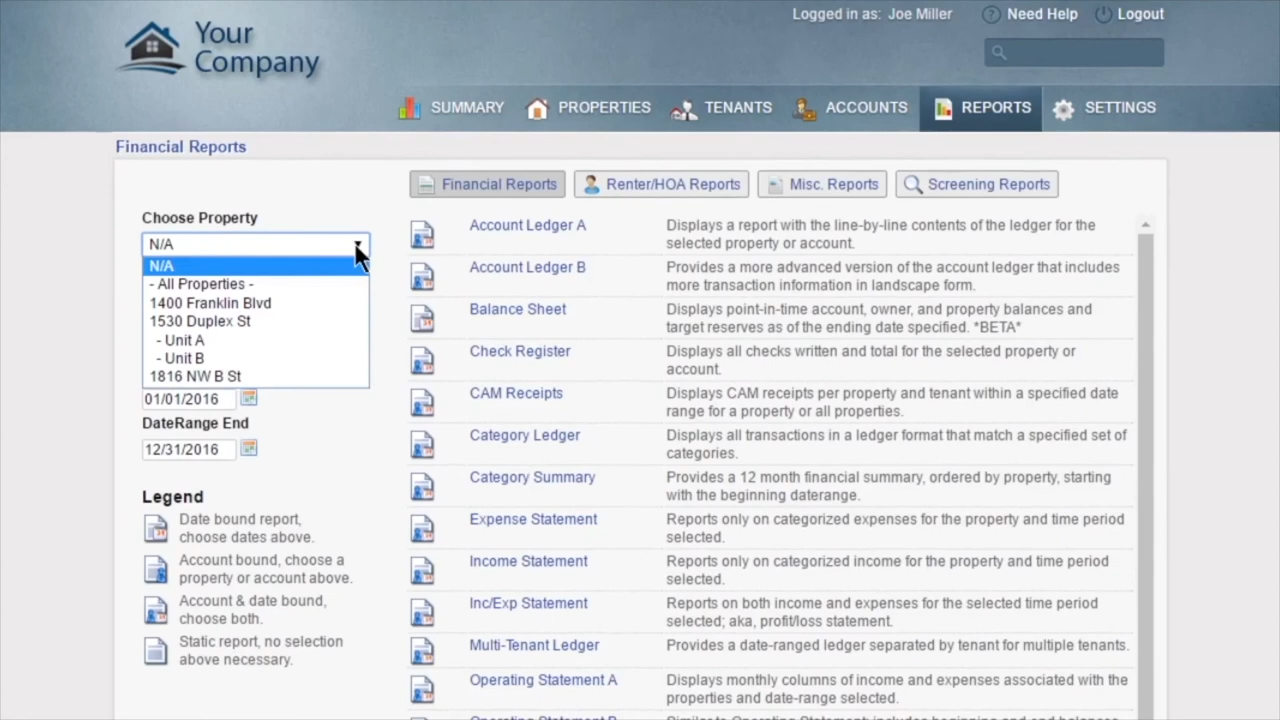 Logged in as: Joe Miller
Need Help
Logout
Your
Company
SUMMARY
PROPERTIES
TENANTS
ACCOUNTS
REPORTS
SETTINGS
Financial Reports
Choose Property
N/A
N/A
- All Properties -
1400 Franklin Blvd
1530 Duplex St
- Unit A
- Unit B
1816 NW B St
01/01/2016
DateRange End
12/31/2016
Legend
Date bound report,
choose dates above.
Account bound, choose a
property or account above.
Account & date bound,
choose both.
Static report, no selection
above necessary.
Financial Reports
Renter/HOA Reports
Misc. Reports
Screening Reports
Account Ledger A
Displays a report with the line-by-line contents of the ledger for the
selected property or account.
Account Ledger B
Provides a more advanced version of the account ledger that includes
more transaction information in landscape form.
Balance Sheet
Displays point-in-time account, owner, and property balances and
target reserves as of the ending date specified. *BETA*
Check Register
Displays all checks written and total for the selected property or
account.
CAM Receipts
Displays CAM receipts per property and tenant within a specified date
range for a property or all properties.
Category Ledger
Displays all transactions in a ledger format that match a specified set of
categories.
Category Summary
Provides a 12 month financial summary, ordered by property, starting
with the beginning daterange.
Expense Statement
Reports only on categorized expenses for the property and time period
selected.
Income Statement
Reports only on categorized income for the property and time period
selected.
Inc/Exp Statement
Reports on both income and expenses for the selected time period
selected; aka, profit/loss statement.
Multi-Tenant Ledger
Provides a date-ranged ledger separated by tenant for multiple tenants.
Operating Statement A
Displays monthly columns of income and expenses associated with the
properties and date-range selected.